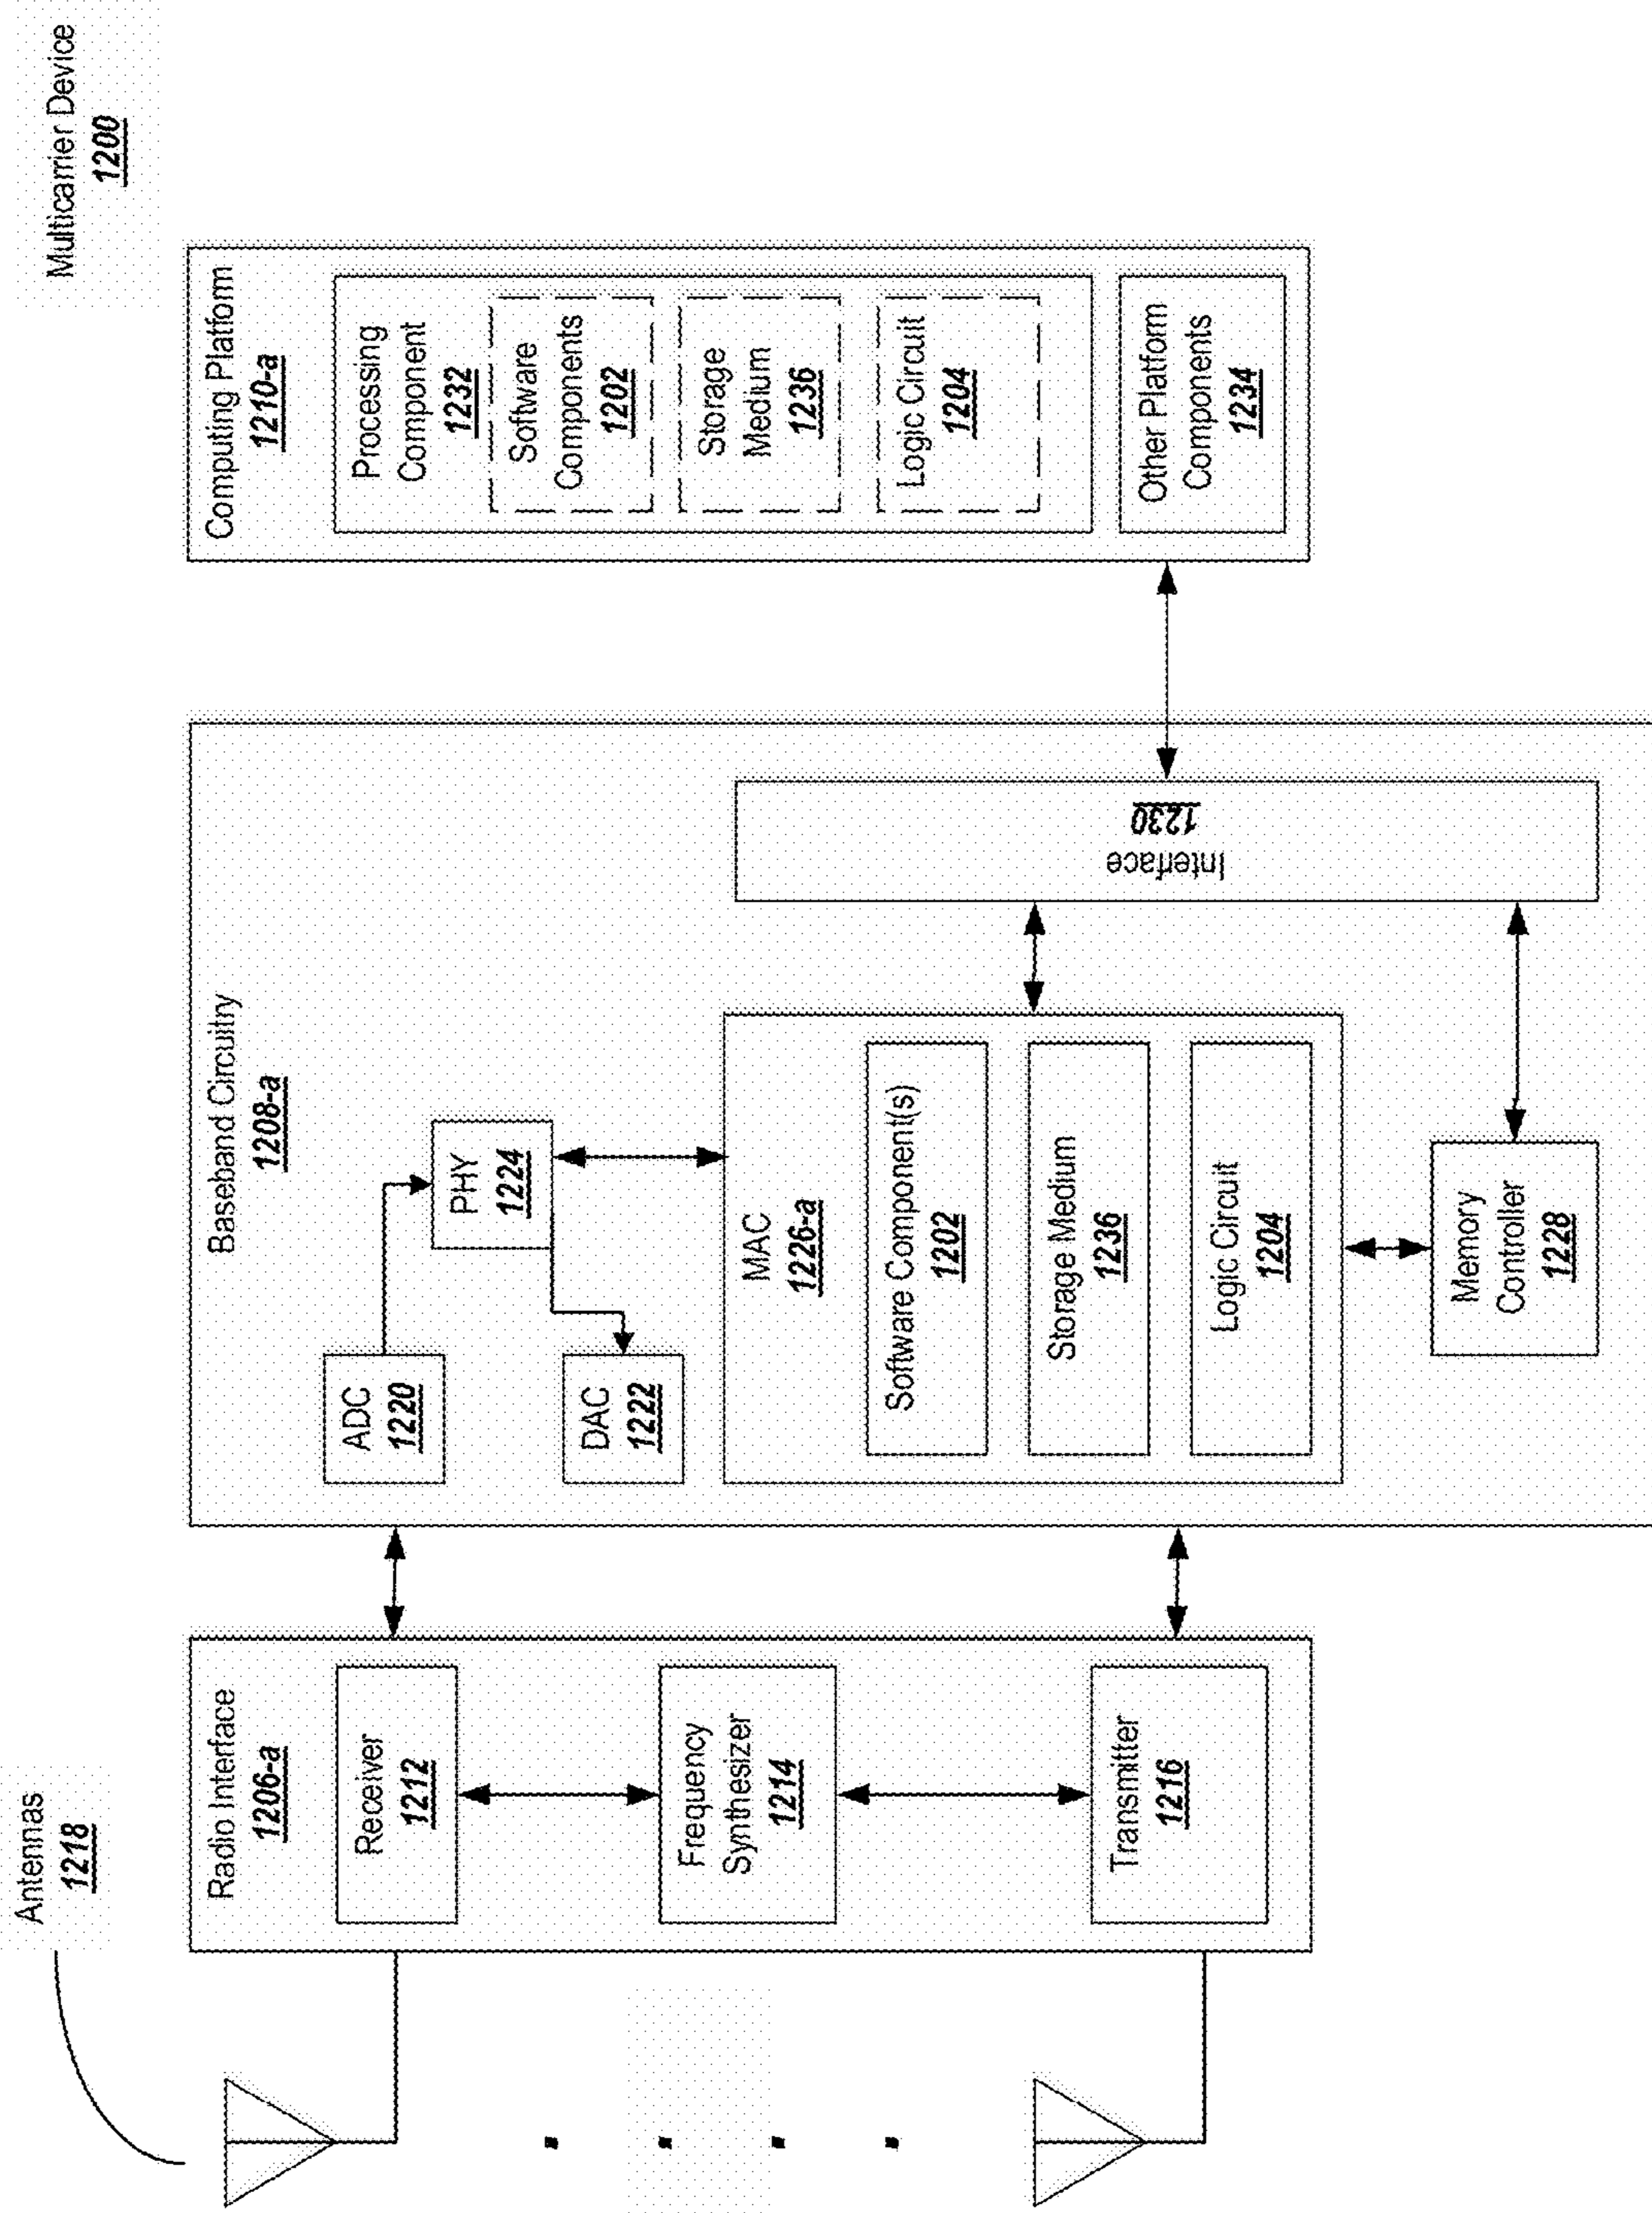 Multicarrier Device
1200
Antennas
1218
Radio Interface
1206-a
Receiver
1212
Frequency
Synthesizer
1214
Transmitter
1216
Baseband Circuitry
1208-a
ADC
1220
PHY
1224
DAC
1222
MAC
1226-a
Software Component(s)
1202
Storage Medium
1236
Logic Circuit
1204
Memory
Controller
1228
Interface
1230
Computing Platform
1210-a
Processing
Component
1232
Software
Components
1202
Storage
Medium
1236
Logic Circuit
1204
Other Platform
Components
1234